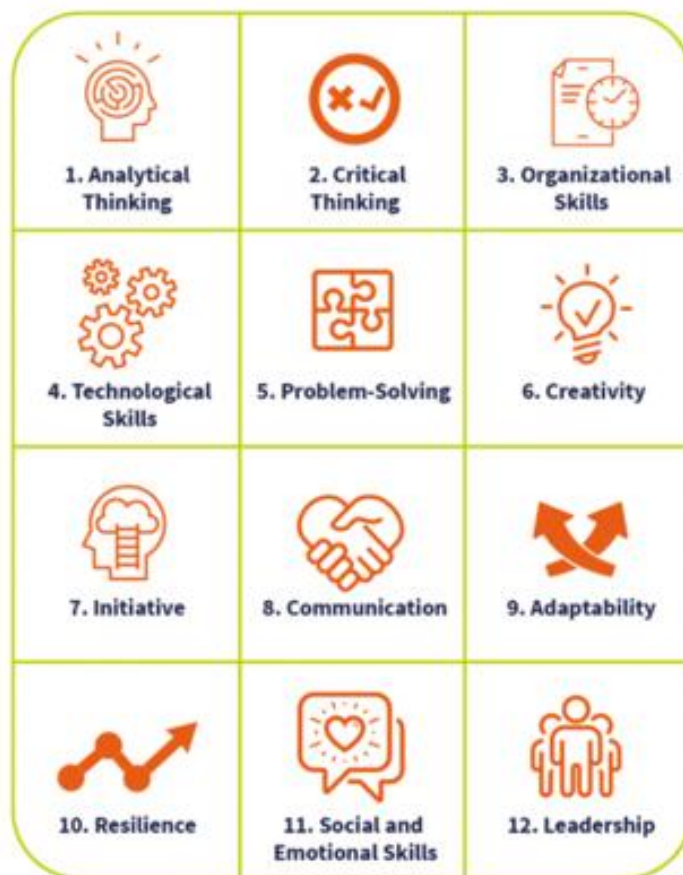 1. Analytical
Thinking
2. Critical
Thinking
3. Organizational
Skills
4. Technological
Skills
5. Problem-Solving
6. Creativity
7. Initiative
8. Communication
9. Adaptability
10. Resilience
11. Social and
Emotional Skills
12. Leadership